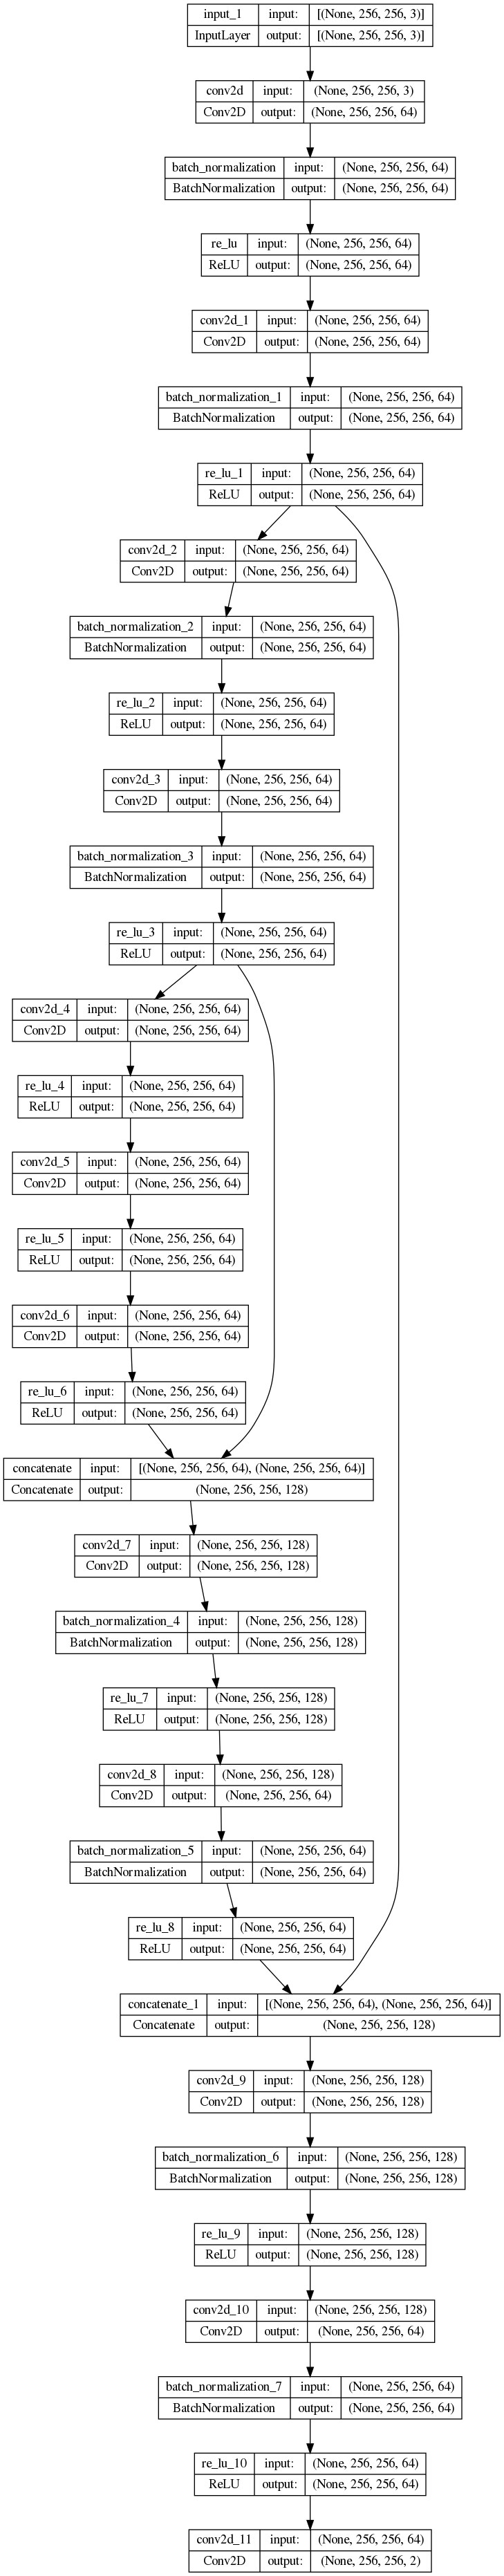 input_1 input: [(None, 256, 256, 3)]
InputLayer output: [(None, 256, 256, 3)]
conv2d input: (None, 256, 256, 3)
Conv2D output: (None, 256, 256, 64)
batch_normalization input: (None, 256, 256, 64)
BatchNormalization output: (None, 256, 256, 64)
re_lu input: (None, 256, 256, 64)
ReLU output: (None, 256, 256, 64)
conv2d_1 input: (None, 256, 256, 64)
Conv2D output: (None, 256, 256, 64)
batch_normalization_1 input: (None, 256, 256, 64)
BatchNormalization output: (None, 256, 256, 64)
re_lu_1 input: (None, 256, 256, 64)
ReLU output: (None, 256, 256, 64)
conv2d_2 input: (None, 256, 256, 64)
Conv2D output: (None, 256, 256, 64)
batch_normalization_2 input: (None, 256, 256, 64)
BatchNormalization output: (None, 256, 256, 64)
re_lu_2 input: (None, 256, 256, 64)
ReLU output: (None, 256, 256, 64)
conv2d_3 input: (None, 256, 256, 64)
Conv2D output: (None, 256, 256, 64)
batch_normalization_3 input: (None, 256, 256, 64)
BatchNormalization output: (None, 256, 256, 64)
re_lu_3 input: (None, 256, 256, 64)
ReLU output: (None, 256, 256, 64)
conv2d_4 input: (None, 256, 256, 64)
Conv2D output: (None, 256, 256, 64)
re_lu_4 input: (None, 256, 256, 64)
ReLU output: (None, 256, 256, 64)
conv2d_5 input: (None, 256, 256, 64)
Conv2D output: (None, 256, 256, 64)
re_lu_5 input: (None, 256, 256, 64)
ReLU output: (None, 256, 256, 64)
conv2d_6 input: (None, 256, 256, 64)
Conv2D output: (None, 256, 256, 64)
re_lu_6 input: (None, 256, 256, 64)
ReLU output: (None, 256, 256, 64)
concatenate input: [(None, 256, 256, 64), (None, 256, 256, 64)]
Concatenate output: (None, 256, 256, 128)
conv2d_7 input: (None, 256, 256, 128)
Conv2D output: (None, 256, 256, 128)
batch_normalization_4 input: (None, 256, 256, 128)
BatchNormalization output: (None, 256, 256, 128)
re_lu_7 input: (None, 256, 256, 128)
ReLU output: (None, 256, 256, 128)
conv2d_8 input: (None, 256, 256, 128)
Conv2D output: (None, 256, 256, 64)
batch_normalization_5 input: (None, 256, 256, 64)
BatchNormalization output: (None, 256, 256, 64)
re_lu_8 input: (None, 256, 256, 64)
ReLU output: (None, 256, 256, 64)
concatenate_1 input: [(None, 256, 256, 64), (None, 256, 256, 64)]
Concatenate output: (None, 256, 256, 128)
conv2d_9 input: (None, 256, 256, 128)
Conv2D output: (None, 256, 256, 128)
batch_normalization_6 input: (None, 256, 256, 128)
BatchNormalization output: (None, 256, 256, 128)
re_lu_9 input: (None, 256, 256, 128)
ReLU output: (None, 256, 256, 128)
conv2d_10 input: (None, 256, 256, 128)
Conv2D output: (None, 256, 256, 64)
batch_normalization_7 input: (None, 256, 256, 64)
BatchNormalization output: (None, 256, 256, 64)
re_lu_10 input: (None, 256, 256, 64)
ReLU output: (None, 256, 256, 64)
conv2d_11 input: (None, 256, 256, 64)
Conv2D output: (None, 256, 256, 2)